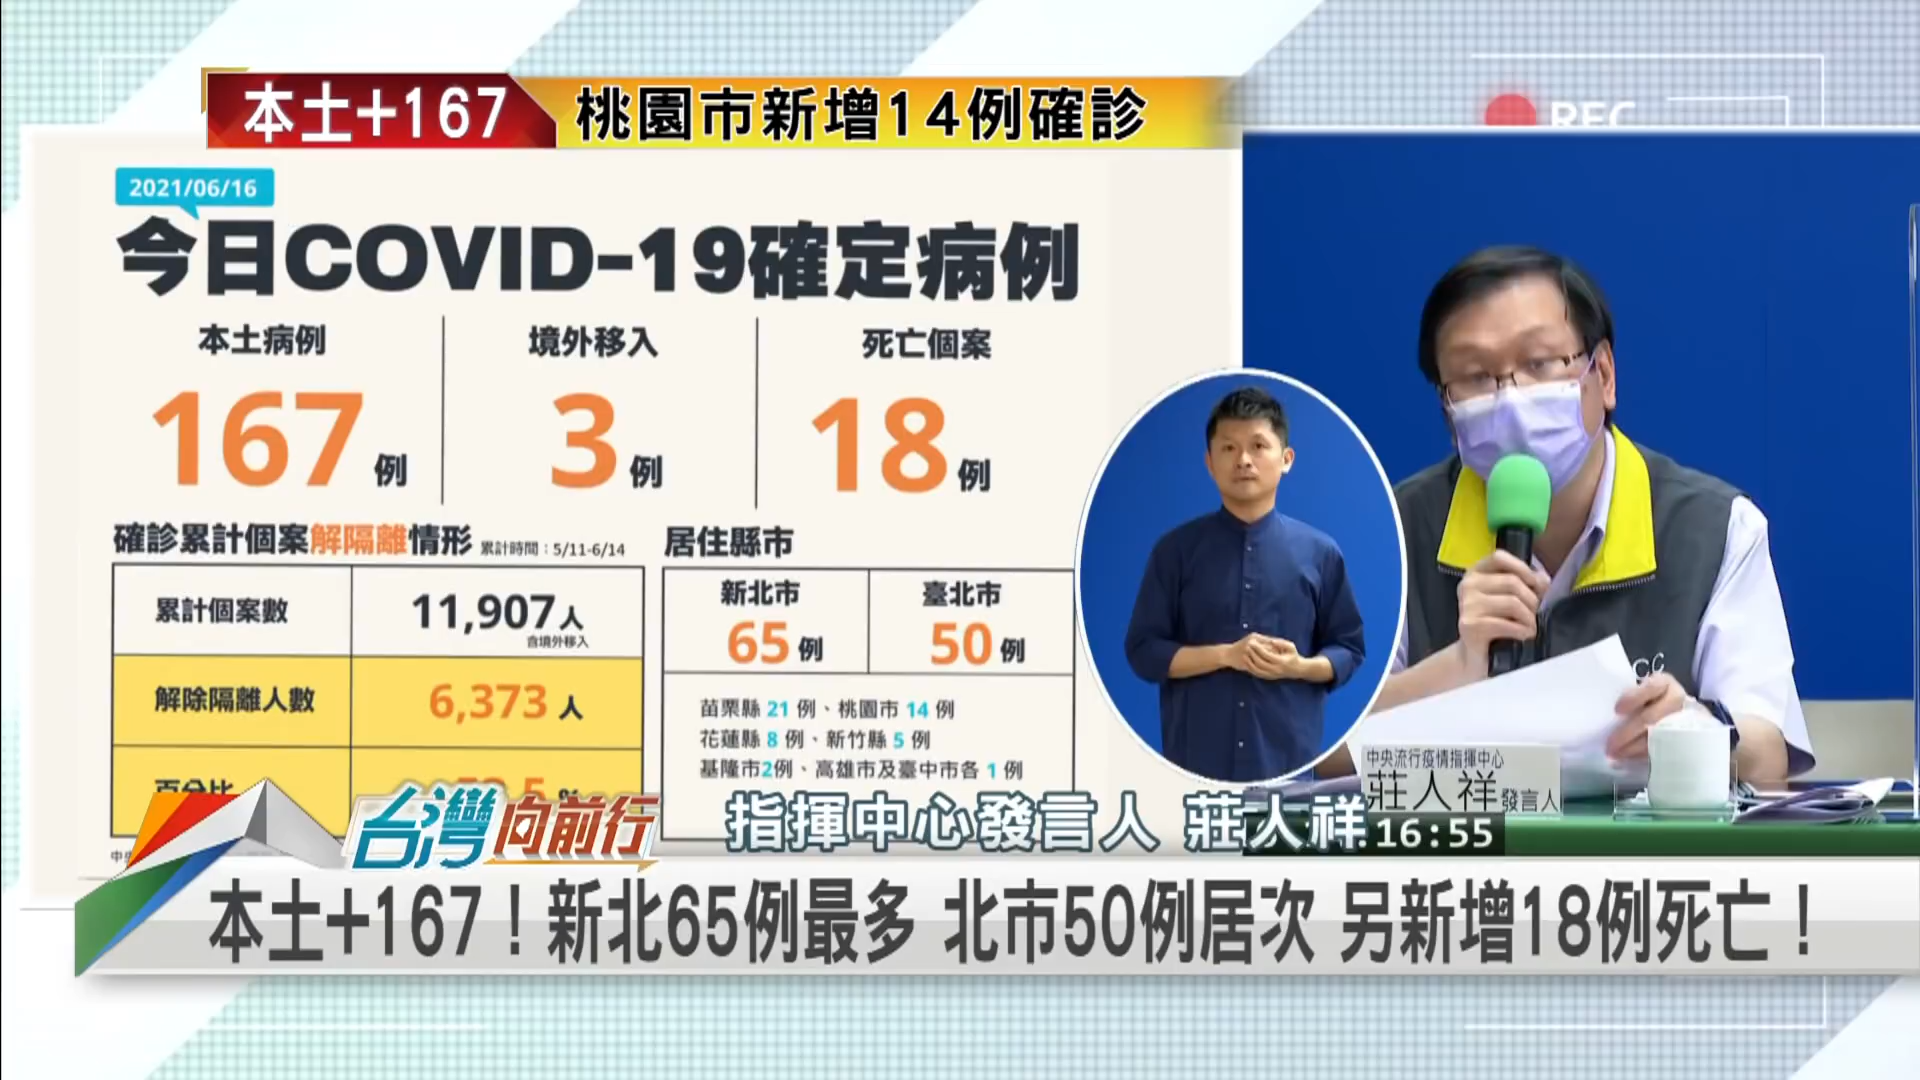 本土+167
桃園市新增14例確診
REC
2021/06/16
今日COVID-19確定病例
本土病例
境外移入
死亡個案
167例
3例
18例
確診累計個案解隔離情形 累計時間：5/11-6/14
累計個案數
11,907人
含境外移入
解除隔離人數
6,373人
百分比
居住縣市
新北市
臺北市
65例
50例
苗栗縣21例、桃園市14例
花蓮縣8例、新竹縣5例
基隆市2例、高雄市及臺中市各1例
中央流行疫情指揮中心
莊人祥 發言人
台灣向前行
指揮中心發言人 莊人祥
16:55
本土+167！新北65例最多 北市50例居次 另新增18例死亡！